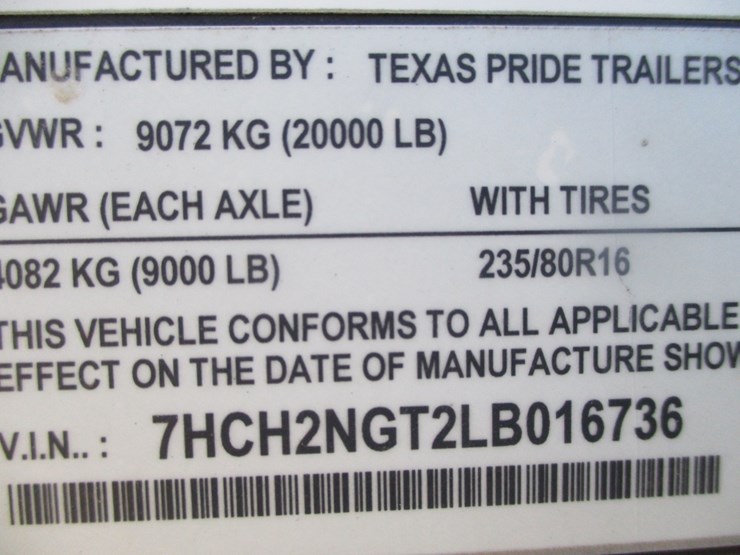 ANUFACTURED BY : TEXAS PRIDE TRAILERS
GVWR : 9072 KG (20000 LB)
GAWR (EACH AXLE) WITH TIRES
4082 KG (9000 LB) 235/80R16
THIS VEHICLE CONFORMS TO ALL APPLICABLE
EFFECT ON THE DATE OF MANUFACTURE SHOW
V.I.N.. : 7HCH2NGT2LB016736